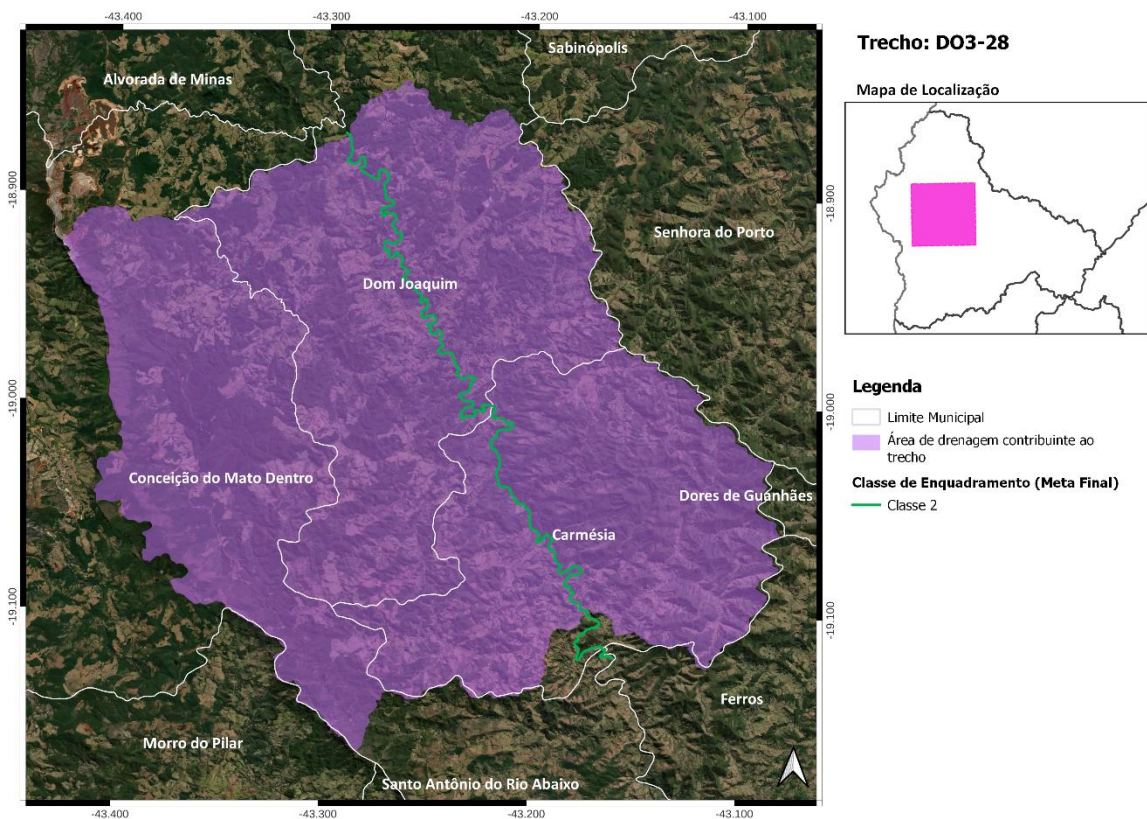 -43.400
-43.300
-43.200
-43.100
Sabinópolis
Alvorada de Minas
-18.900
-18.900
Senhora do Porto
Dom Joaquim
-19.000
-19.000
Conceição do Mato Dentro
Dores de Guanhães
Carmésia
-19.100
-19.100
Ferros
Morro do Pilar
Santo Antônio do Rio Abaixo
-43.400
-43.300
-43.200
-43.100
Trecho: DO3-28
Mapa de Localização
Legenda
Limite Municipal
Área de drenagem contribuinte ao
trecho
Classe de Enquadramento (Meta Final)
Classe 2